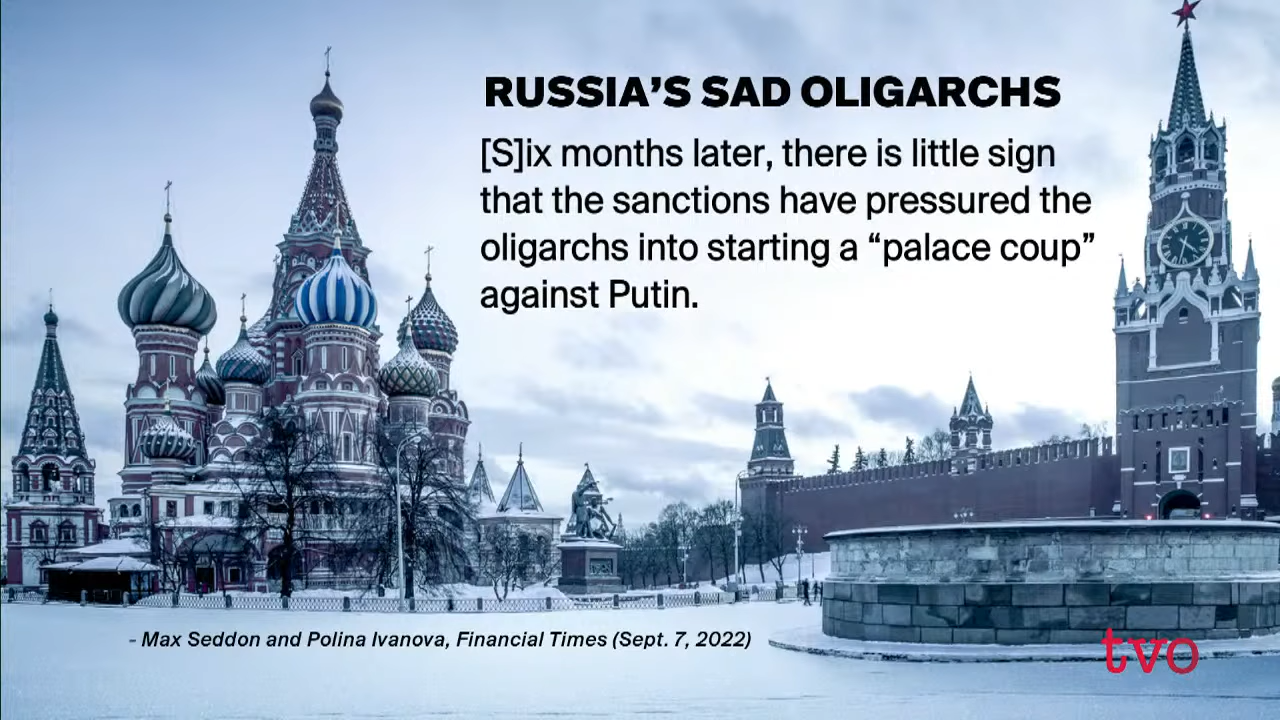 RUSSIA'S SAD OLIGARCHS
[S]ix months later, there is little sign
that the sanctions have pressured the
oligarchs into starting a “palace coup”
against Putin.
- Max Seddon and Polina Ivanova, Financial Times (Sept. 7, 2022)
tvo